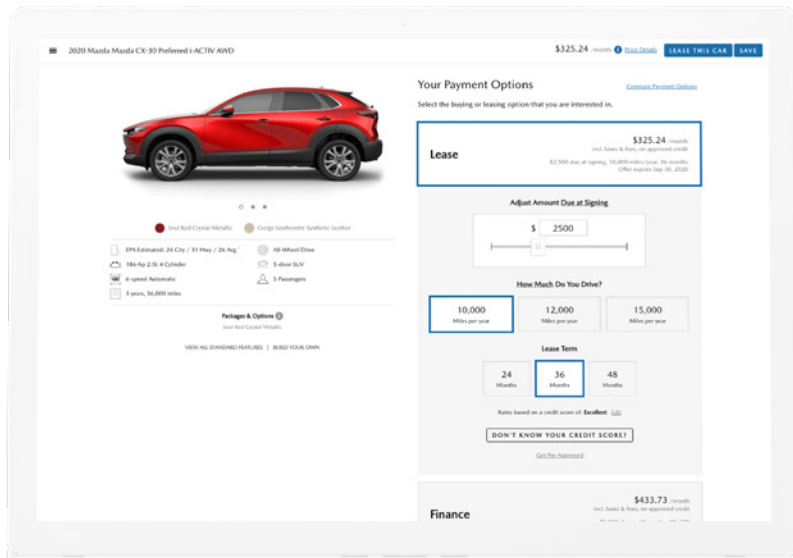 2020 Mazda Mazda CX-30 Preferred i-ACTIV AWD
$325.24 /month Price Details LEASE THIS CAR SAVE
Your Payment Options
Compare Payment Options
Select the buying or leasing option that you are interested in.
Lease
$325.24 /month
incl. taxes & fees, on approved credit
$2,500 due at signing, 10,000 miles/year, 36 months
Offer expires Sep 30, 2020
Adjust Amount Due at Signing
$ 2500
How Much Do You Drive?
10,000 Miles per year
12,000 Miles per year
15,000 Miles per year
Lease Term
24 Months
36 Months
48 Months
Rates based on a credit score of: Excellent Edit
DON'T KNOW YOUR CREDIT SCORE?
Get Pre-Approved
Finance
$433.73 /month
incl. taxes & fees, on approved credit
Soul Red Crystal Metallic
Greige Leatherette Synthetic Leather
EPA Estimated: 24 City / 31 Hwy / 26 Avg
All-Wheel Drive
186-hp 2.5L 4 Cylinder
5-door SUV
6-speed Automatic
5 Passengers
3 years, 36,000 miles
Packages & Options
Soul Red Crystal Metallic
VIEW ALL STANDARD FEATURES | BUILD YOUR OWN